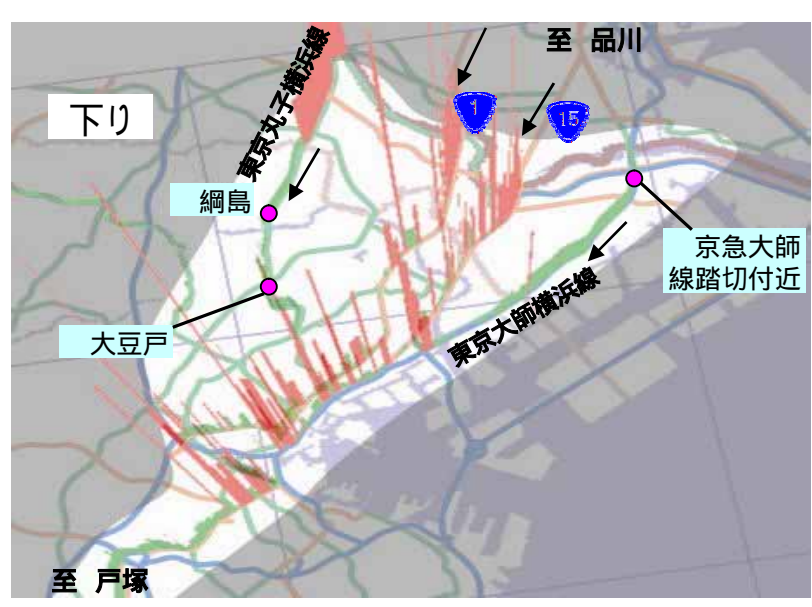 至 品川
東京丸子横浜線
下り
1
15
綱島
京急大師
線踏切付近
大豆戸
東京大師横浜線
至 戸塚